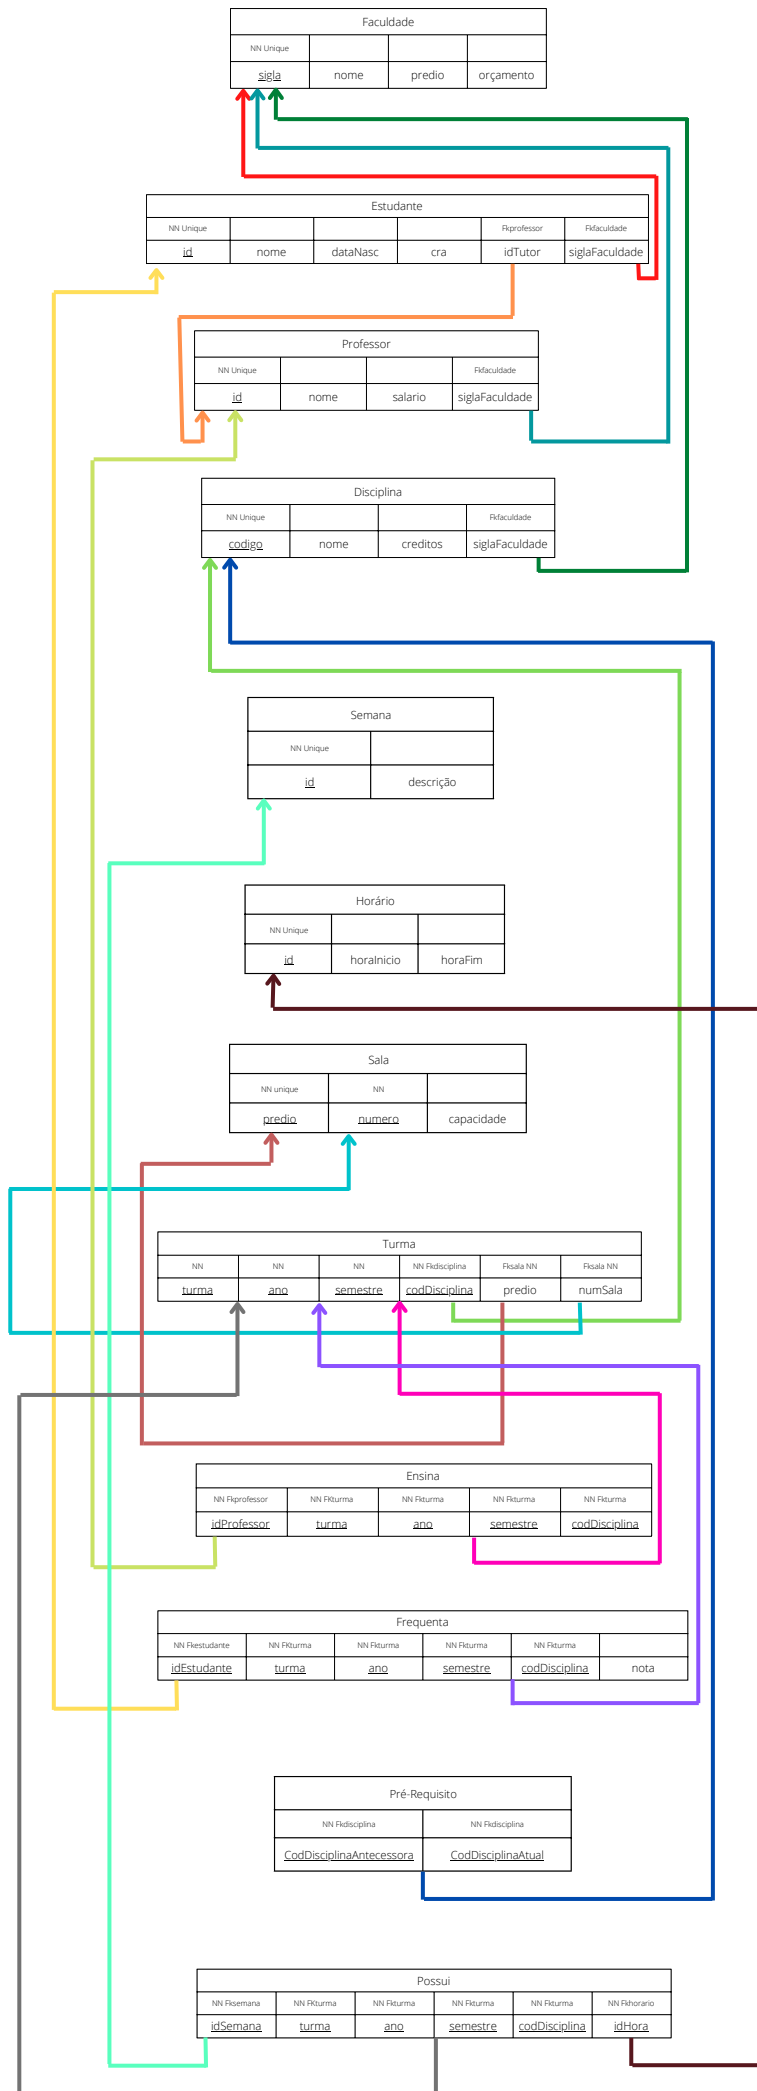 Faculdade
NN Unique
sigla nome predio orçamento
Estudante
NN Unique Fkprofessor Fkfaculdade
id nome dataNasc cra idTutor siglaFaculdade
Professor
NN Unique Fkfaculdade
id nome salario siglaFaculdade
Disciplina
NN Unique Fkfaculdade
codigo nome creditos siglaFaculdade
Semana
NN Unique
id descrição
Horário
NN Unique
id horaInicio horaFim
Sala
NN unique NN
predio numero capacidade
Turma
NN NN NN NN Fkdisciplina Fksala NN Fksala NN
turma ano semestre codDisciplina predio numSala
Ensina
NN Fkprofessor NN FKturma NN Fkturma NN Fkturma NN Fkturma
idProfessor turma ano semestre codDisciplina
Frequenta
NN Fkestudante NN FKturma NN Fkturma NN Fkturma NN Fkturma
idEstudante turma ano semestre codDisciplina nota
Pré-Requisito
NN Fkdisciplina NN Fkdisciplina
CodDisciplinaAntecessora CodDisciplinaAtual
Possui
NN Fksemana NN FKturma NN Fkturma NN Fkturma NN Fkturma NN Fkhorario
idSemana turma ano semestre codDisciplina idHora